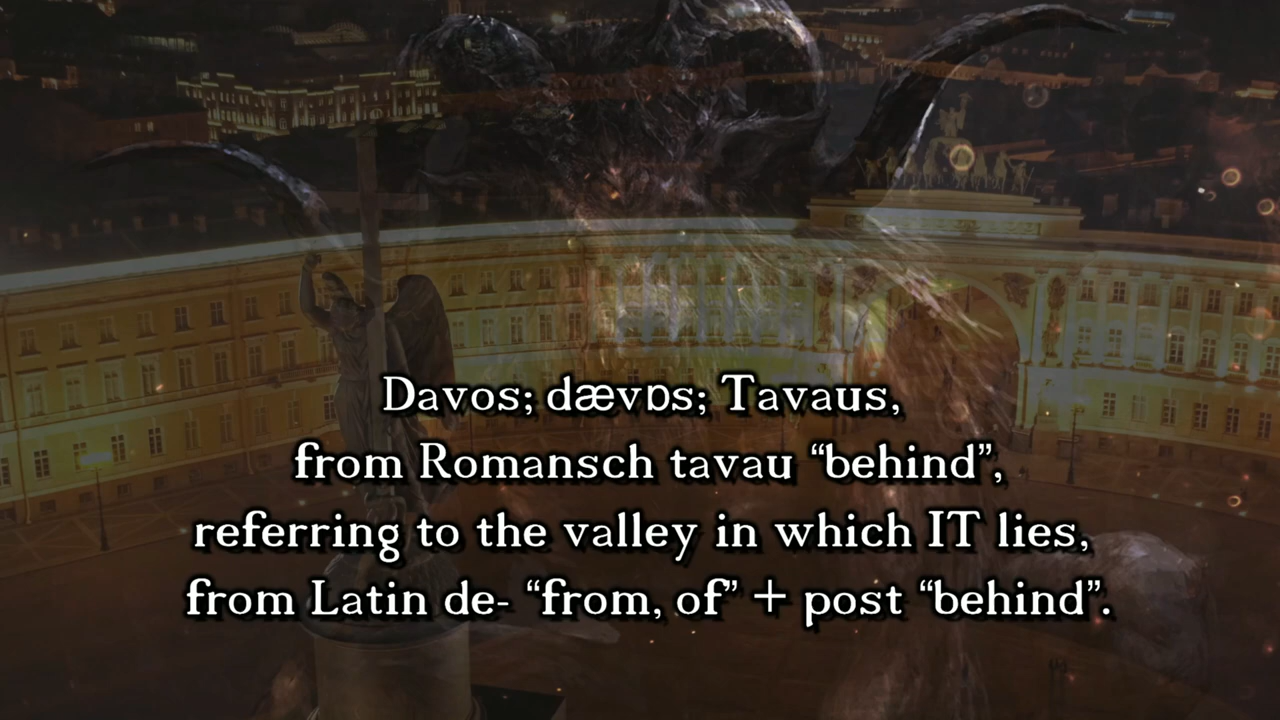 Davos; dævɒs; Tavaus,
from Romansch tavau “behind”,
referring to the valley in which IT lies,
from Latin de- “from, of” + post “behind”.